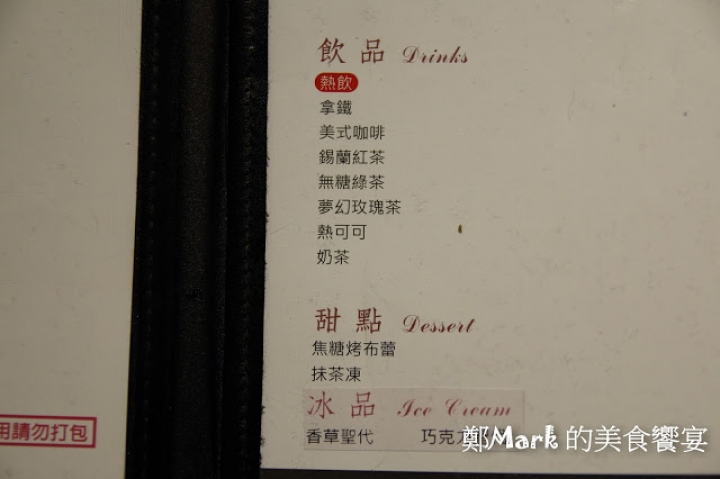 飲品 Drinks
熱飲
拿鐵
美式咖啡
錫蘭紅茶
無糖綠茶
夢幻玫瑰茶
熱可可
奶茶
甜點 Dessert
焦糖烤布蕾
抹茶凍
冰品 Ice Cream
香草聖代 巧克力
用請勿打包
鄭Mark的美食饗宴